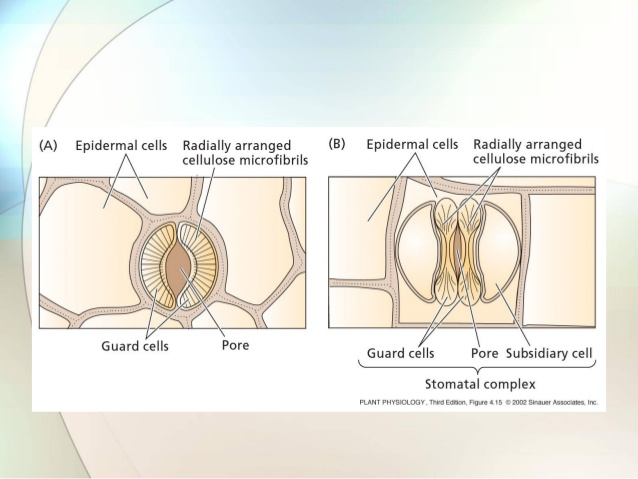 (A)
Epidermal cells
Radially arranged
cellulose microfibrils
Guard cells
Pore
(B)
Epidermal cells
Radially arranged
cellulose microfibrils
Guard cells
Pore
Subsidiary cell
Stomatal complex
PLANT PHYSIOLOGY, Third Edition, Figure 4.15 © 2002 Sinauer Associates, Inc.